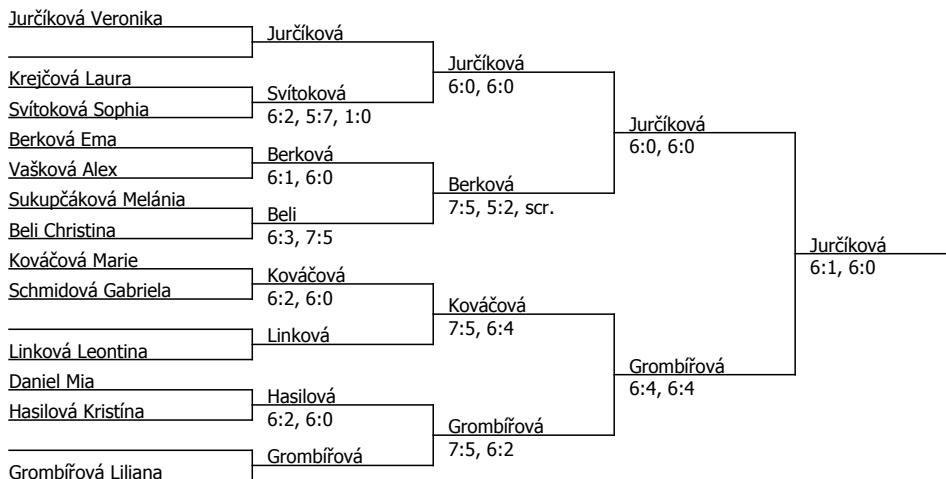 Jurčíková Veronika
Krejčová Laura
Svítoková Sophia
Berková Ema
Vašková Alex
Sukupčáková Melánia
Beli Christina
Kováčová Marie
Schmidová Gabriela
Linková Leontina
Daniel Mia
Hasilová Kristína
Grombířová Liliana
Jurčíková
Svítoková
6:2, 5:7, 1:0
Berková
6:1, 6:0
Beli
6:3, 7:5
Kováčová
6:2, 6:0
Linková
Hasilová
6:2, 6:0
Grombířová
Jurčíková
6:0, 6:0
Berková
7:5, 5:2, scr.
Kováčová
7:5, 6:4
Grombířová
7:5, 6:2
Jurčíková
6:0, 6:0
Grombířová
6:4, 6:4
Jurčíková
6:1, 6:0